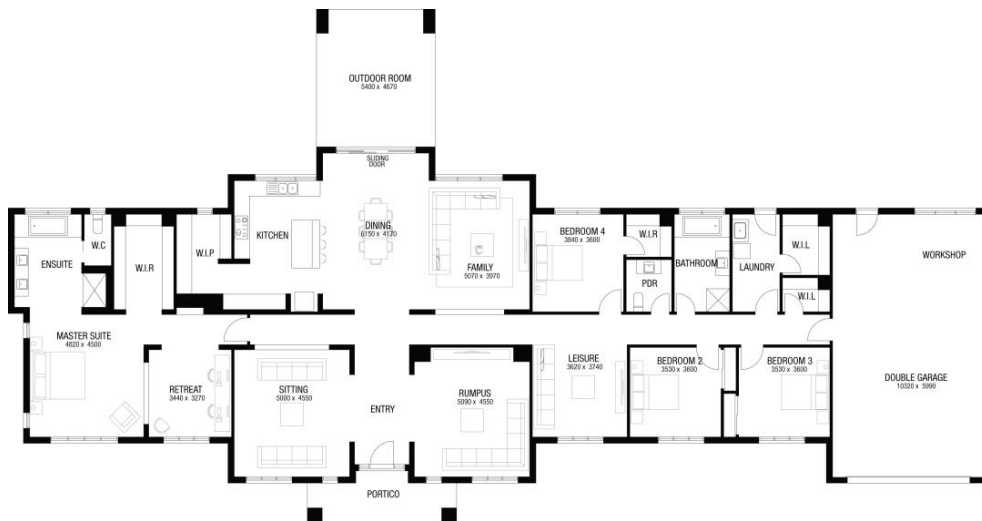 OUTDOOR ROOM
5400 x 4670
SLIDING
DOOR
DINING
6150 x 4170
KITCHEN
W.C
W.I.P
W.I.R
ENSUITE
FAMILY
5070 x 3970
BEDROOM 4
3840 x 3600
W.I.R
PDR
BATHROOM
LAUNDRY
W.I.L
W.I.L
WORKSHOP
MASTER SUITE
4820 x 4500
RETREAT
3440 x 3270
SITTING
5000 x 4550
ENTRY
RUMPUS
5090 x 4550
LEISURE
3620 x 3740
BEDROOM 2
3530 x 3600
BEDROOM 3
3530 x 3600
DOUBLE GARAGE
10320 x 5990
PORTICO